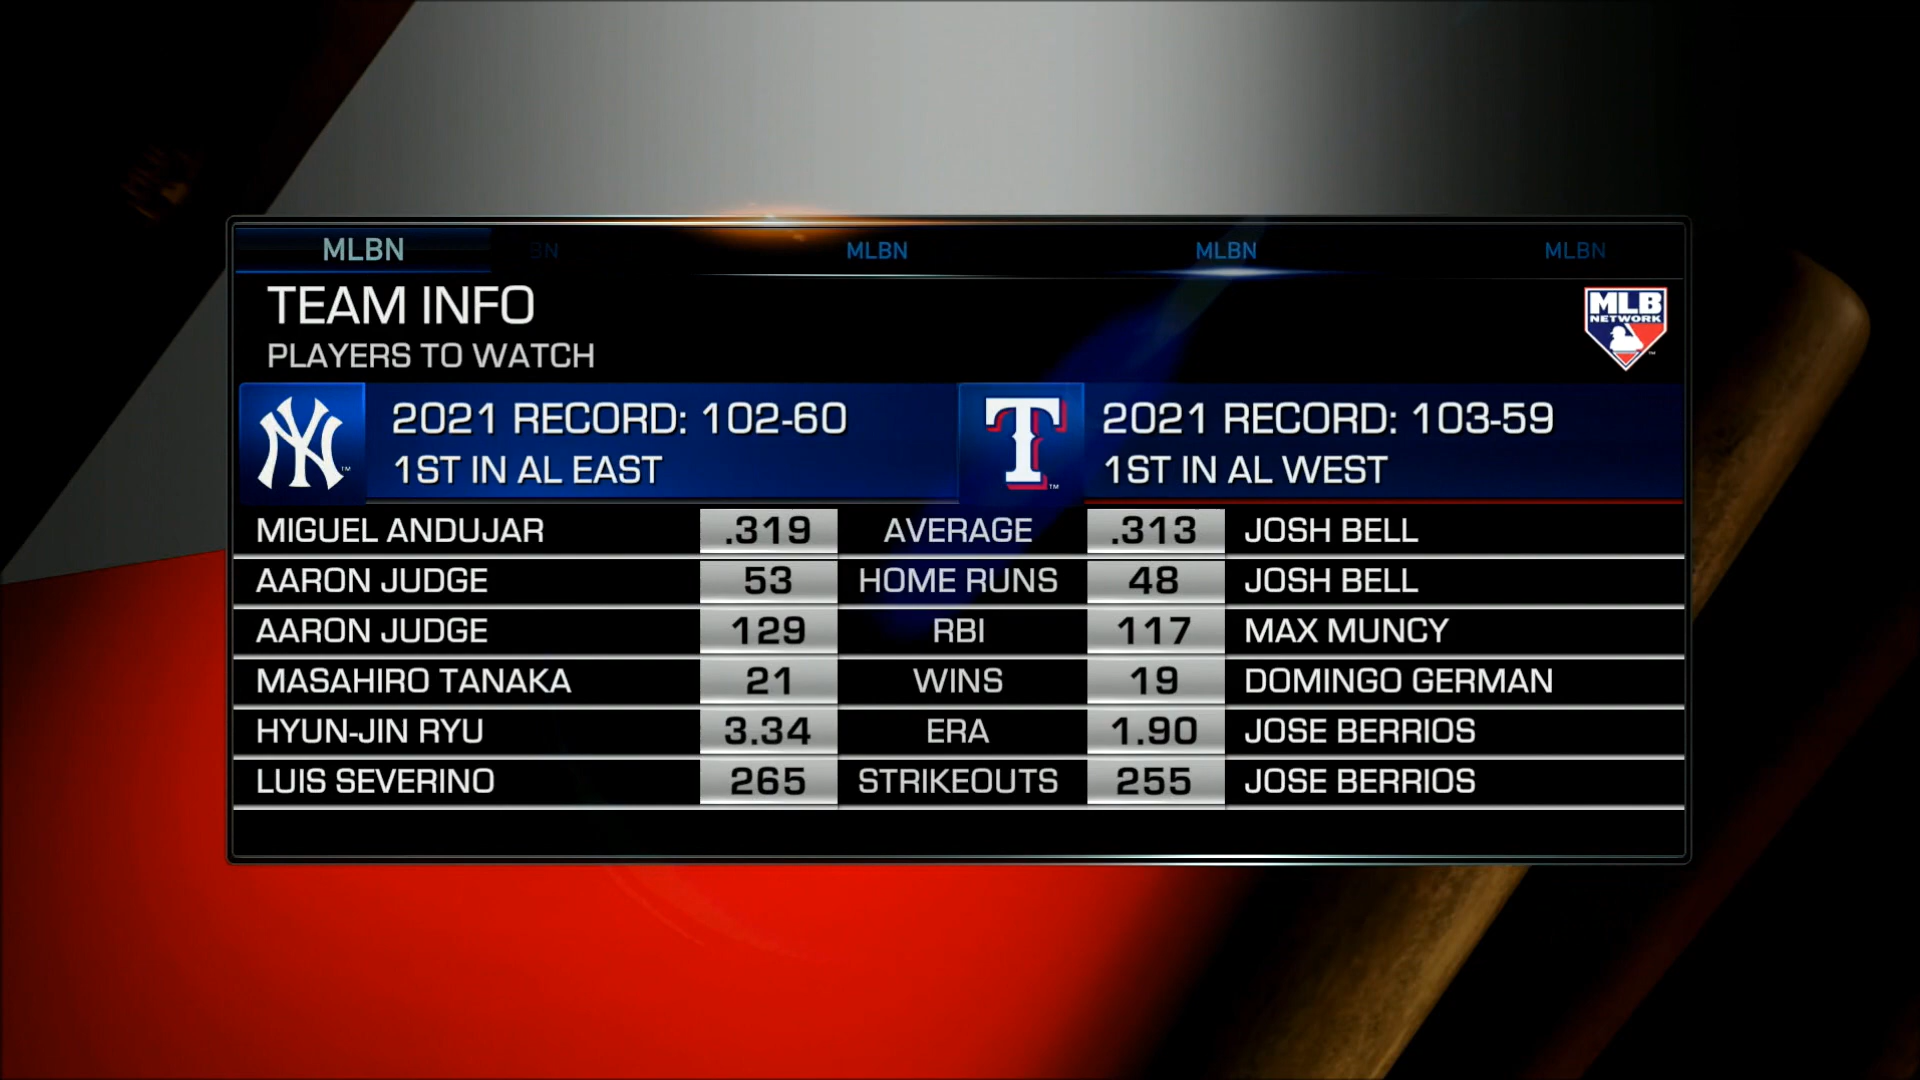 MLBN BN MLBN MLBN MLBN
TEAM INFO
PLAYERS TO WATCH
MLB
NETWORK
NY
2021 RECORD: 102-60
1ST IN AL EAST
T
2021 RECORD: 103-59
1ST IN AL WEST
MIGUEL ANDUJAR .319 AVERAGE .313 JOSH BELL
AARON JUDGE 53 HOME RUNS 48 JOSH BELL
AARON JUDGE 129 RBI 117 MAX MUNCY
MASAHIRO TANAKA 21 WINS 19 DOMINGO GERMAN
HYUN-JIN RYU 3.34 ERA 1.90 JOSE BERRIOS
LUIS SEVERINO 265 STRIKEOUTS 255 JOSE BERRIOS